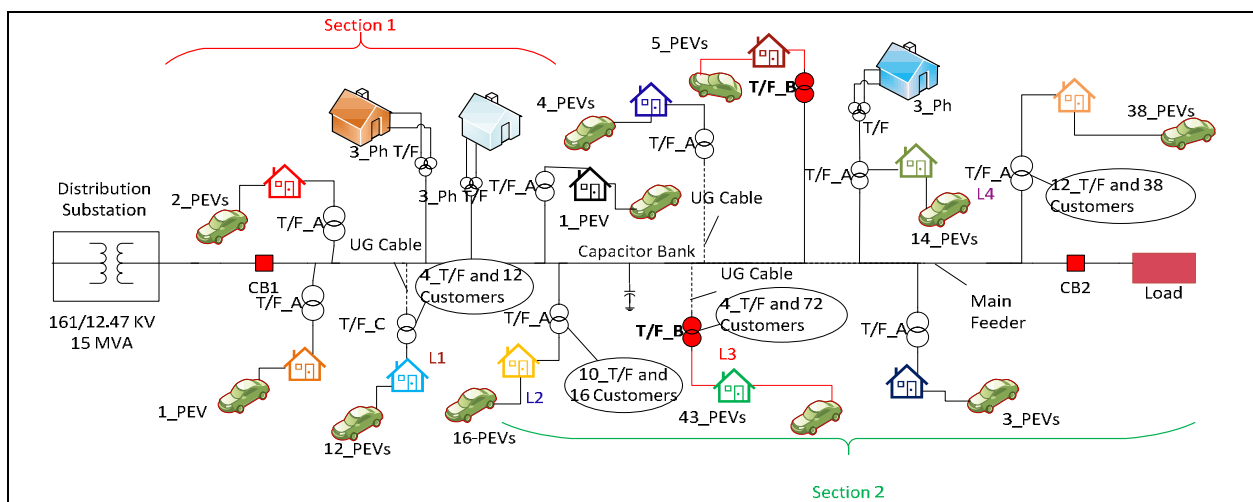 Section 1
5_PEVs
T/F_B
3_Ph
T/F
4_PEVs
T/F_A
38_PEVs
3_Ph T/F
3_Ph T/F
T/F_A
1_PEV
UG Cable
T/F_A
L4
14_PEVs
T/F_A
12_T/F and 38
Customers
Distribution
Substation
2_PEVs
T/F_A
UG Cable
Capacitor Bank
CB1
161/12.47 KV
15 MVA
T/F_A
4_T/F and 12
Customers
UG Cable
CB2
Load
Main
Feeder
T/F_C
L1
T/F_A
T/F_B
4_T/F and 72
Customers
T/F_A
L3
10_T/F and
16 Customers
L2
1_PEV
12_PEVs
16-PEVs
43_PEVs
3_PEVs
Section 2